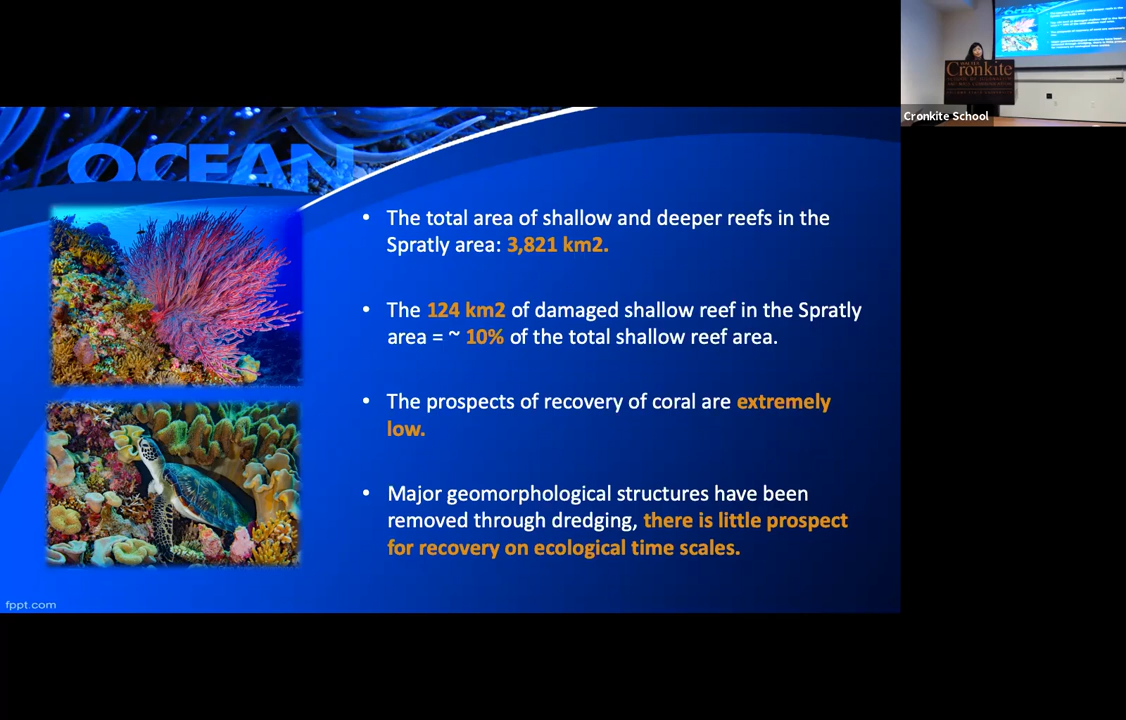 OCEAN
• The total area of shallow and deeper reefs in the
Spratly area: 3,821 km2.
• The 124 km2 of damaged shallow reef in the Spratly
area = ~ 10% of the total shallow reef area.
• The prospects of recovery of coral are extremely
low.
• Major geomorphological structures have been
removed through dredging, there is little prospect
for recovery on ecological time scales.
fppt.com
Cronkite
Cronkite School